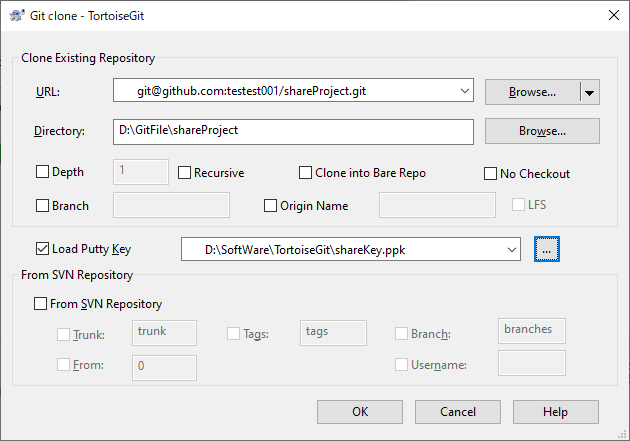 Git clone - TortoiseGit
Clone Existing Repository
URL: git@github.com:testest001/shareProject.git Browse...
Directory: D:\GitFile\shareProject Browse...
Depth 1 Recursive Clone into Bare Repo No Checkout
Branch Origin Name LFS
Load Putty Key D:\SoftWare\TortoiseGit\shareKey.ppk ...
From SVN Repository
From SVN Repository
Trunk: trunk Tags: tags Branch: branches
From: 0 Username:
OK Cancel Help